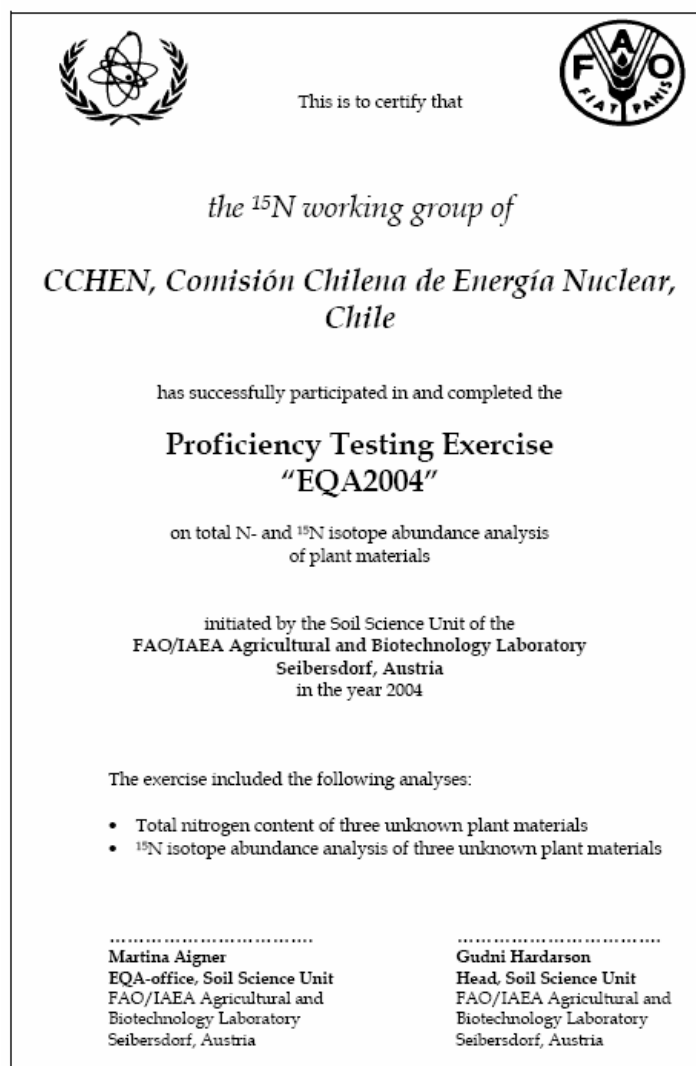 F A O
FIAT PANIS
This is to certify that
the ¹⁵N working group of
CCHEN, Comisión Chilena de Energía Nuclear,
Chile
has successfully participated in and completed the
Proficiency Testing Exercise
“EQA2004”
on total N- and ¹⁵N isotope abundance analysis
of plant materials
initiated by the Soil Science Unit of the
FAO/IAEA Agricultural and Biotechnology Laboratory
Seibersdorf, Austria
in the year 2004
The exercise included the following analyses:
• Total nitrogen content of three unknown plant materials
• ¹⁵N isotope abundance analysis of three unknown plant materials
…………………………….
Martina Aigner
EQA-office, Soil Science Unit
FAO/IAEA Agricultural and
Biotechnology Laboratory
Seibersdorf, Austria
…………………………….
Gudni Hardarson
Head, Soil Science Unit
FAO/IAEA Agricultural and
Biotechnology Laboratory
Seibersdorf, Austria